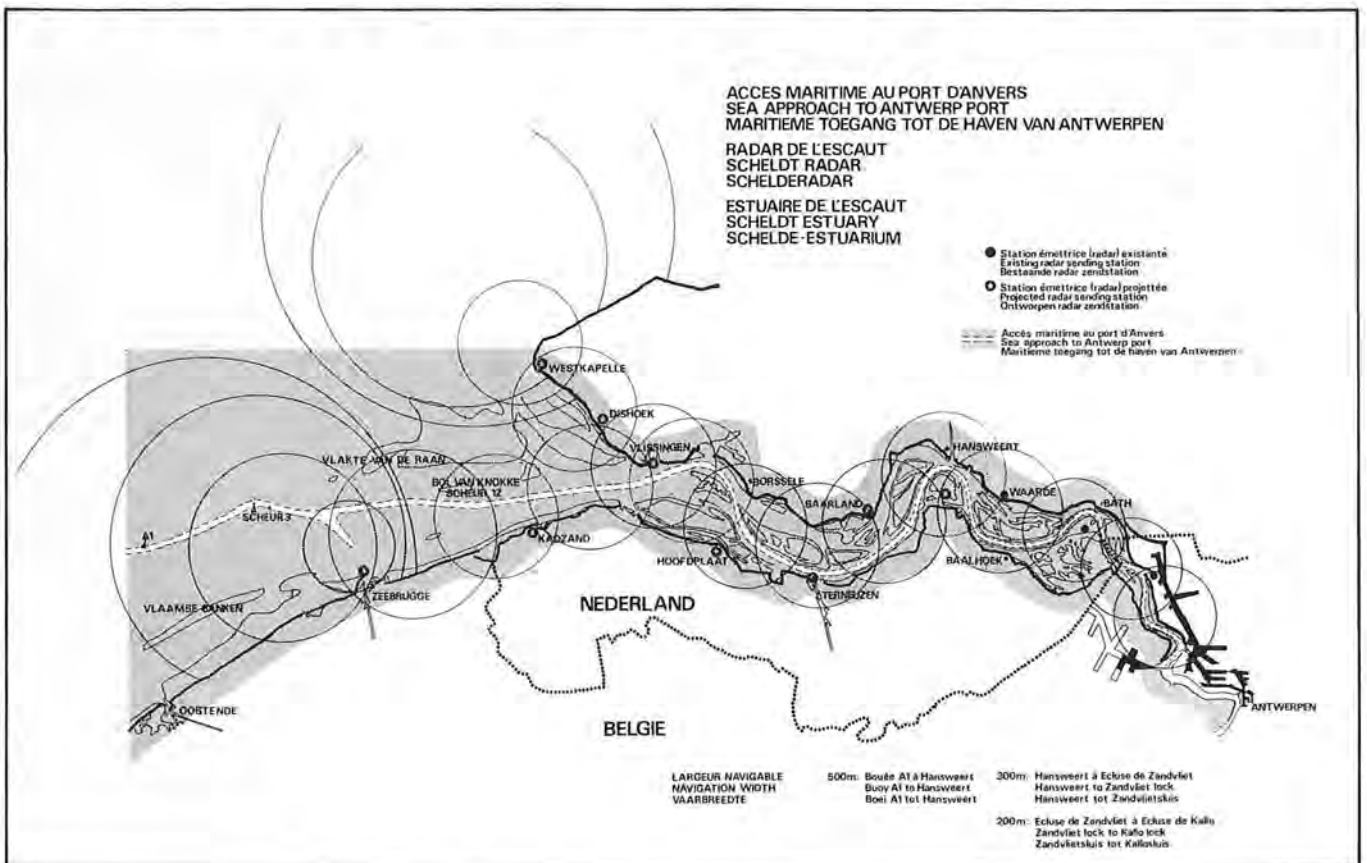 ACCES MARITIME AU PORT D'ANVERS
SEA APPROACH TO ANTWERP PORT
MARITIEME TOEGANG TOT DE HAVEN VAN ANTWERPEN
RADAR DE L'ESCAUT
SCHELDT RADAR
SCHELDERADAR
ESTUAIRE DE L'ESCAUT
SCHELDT ESTUARY
SCHELDE-ESTUARIUM
Station émettrice (radar) existante
Existing radar sending station
Bestaande radar zendstation
Station émettrice (radar) projettée
Projected radar sending station
Ontworpen radar zendstation
Accès maritime au port d'Anvers
Sea approach to Antwerp port
Maritieme toegang tot de haven van Antwerpen
WESTKAPELLE
DISHOEK
VLISSINGEN
HANSWEERT
VLAKTE VAN DE RAAN
BOL VAN KNOKKE
SCHEUR 12
BORSSELE
BAARLAND
WAARDE
BATH
SCHEUR 3
A1
KADZAND
HOOFDPLAAT
BAALHOEK
TERNEUZEN
ZEEBRUGGE
VLAAMSE BANKEN
NEDERLAND
OOSTENDE
BELGIE
ANTWERPEN
LARGEUR NAVIGABLE
NAVIGATION WIDTH
VAARBREEDTE
500m: Bouée A1 à Hansweert
Buoy A1 to Hansweert
Boei A1 tot Hansweert
300m: Hansweert à Ecluse de Zandvliet
Hansweert to Zandvliet lock
Hansweert tot Zandvlietsluis
200m: Ecluse de Zandvliet à Ecluse de Kallo
Zandvliet lock to Kallo lock
Zandvlietsluis tot Kallosluis